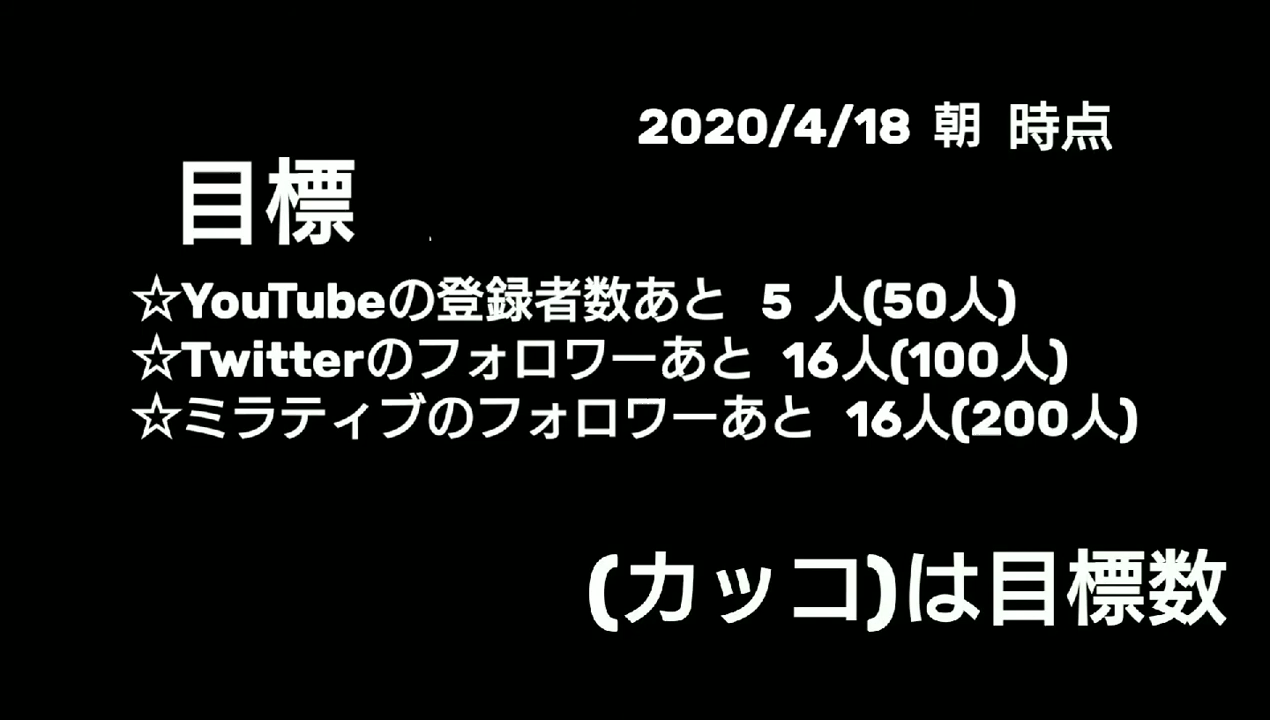 2020/4/18 朝 時点
目標
☆YouTubeの登録者数あと 5 人(50人)
☆Twitterのフォロワーあと 16人(100人)
☆ミラティブのフォロワーあと 16人(200人)
(カッコ)は目標数